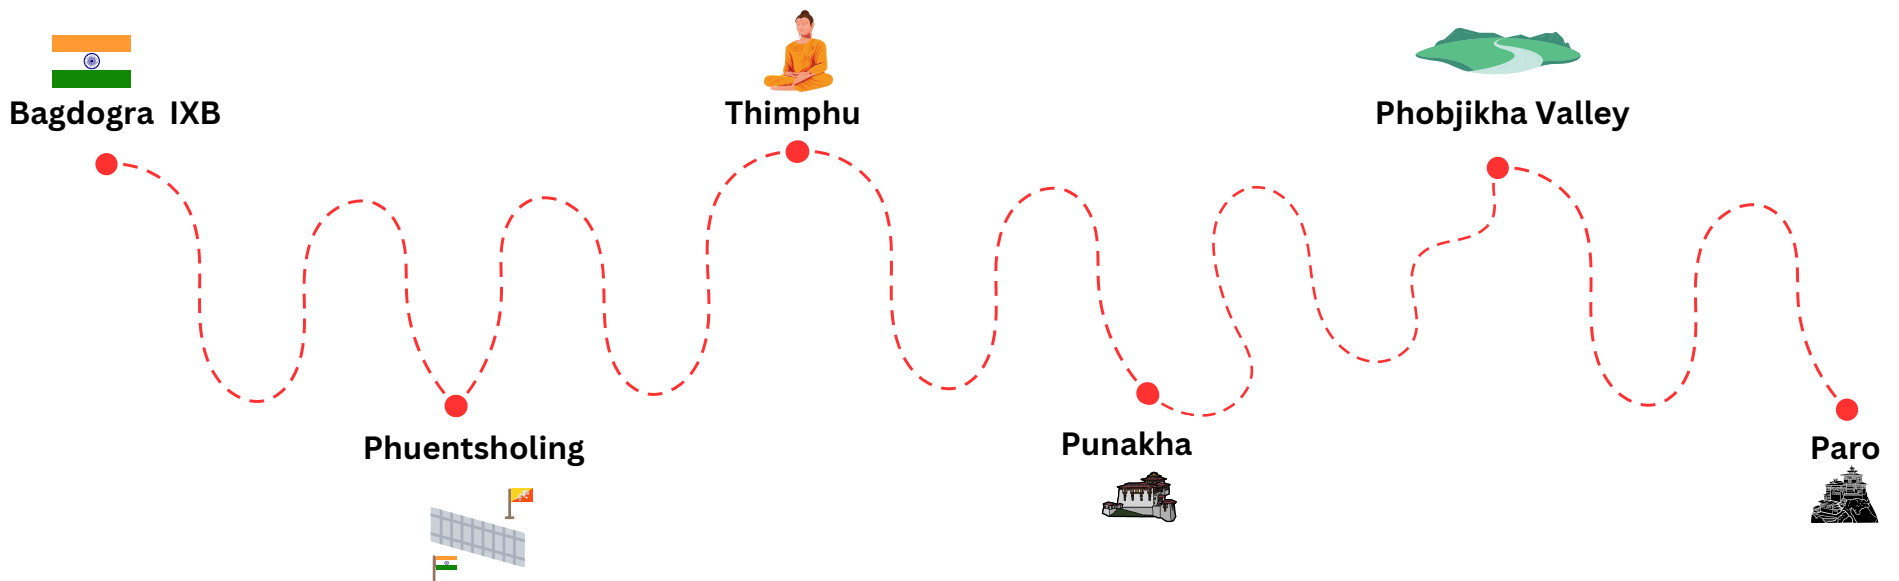 Bagdogra  IXB
Thimphu
Phobjikha Valley
Phuentsholing
Punakha
Paro